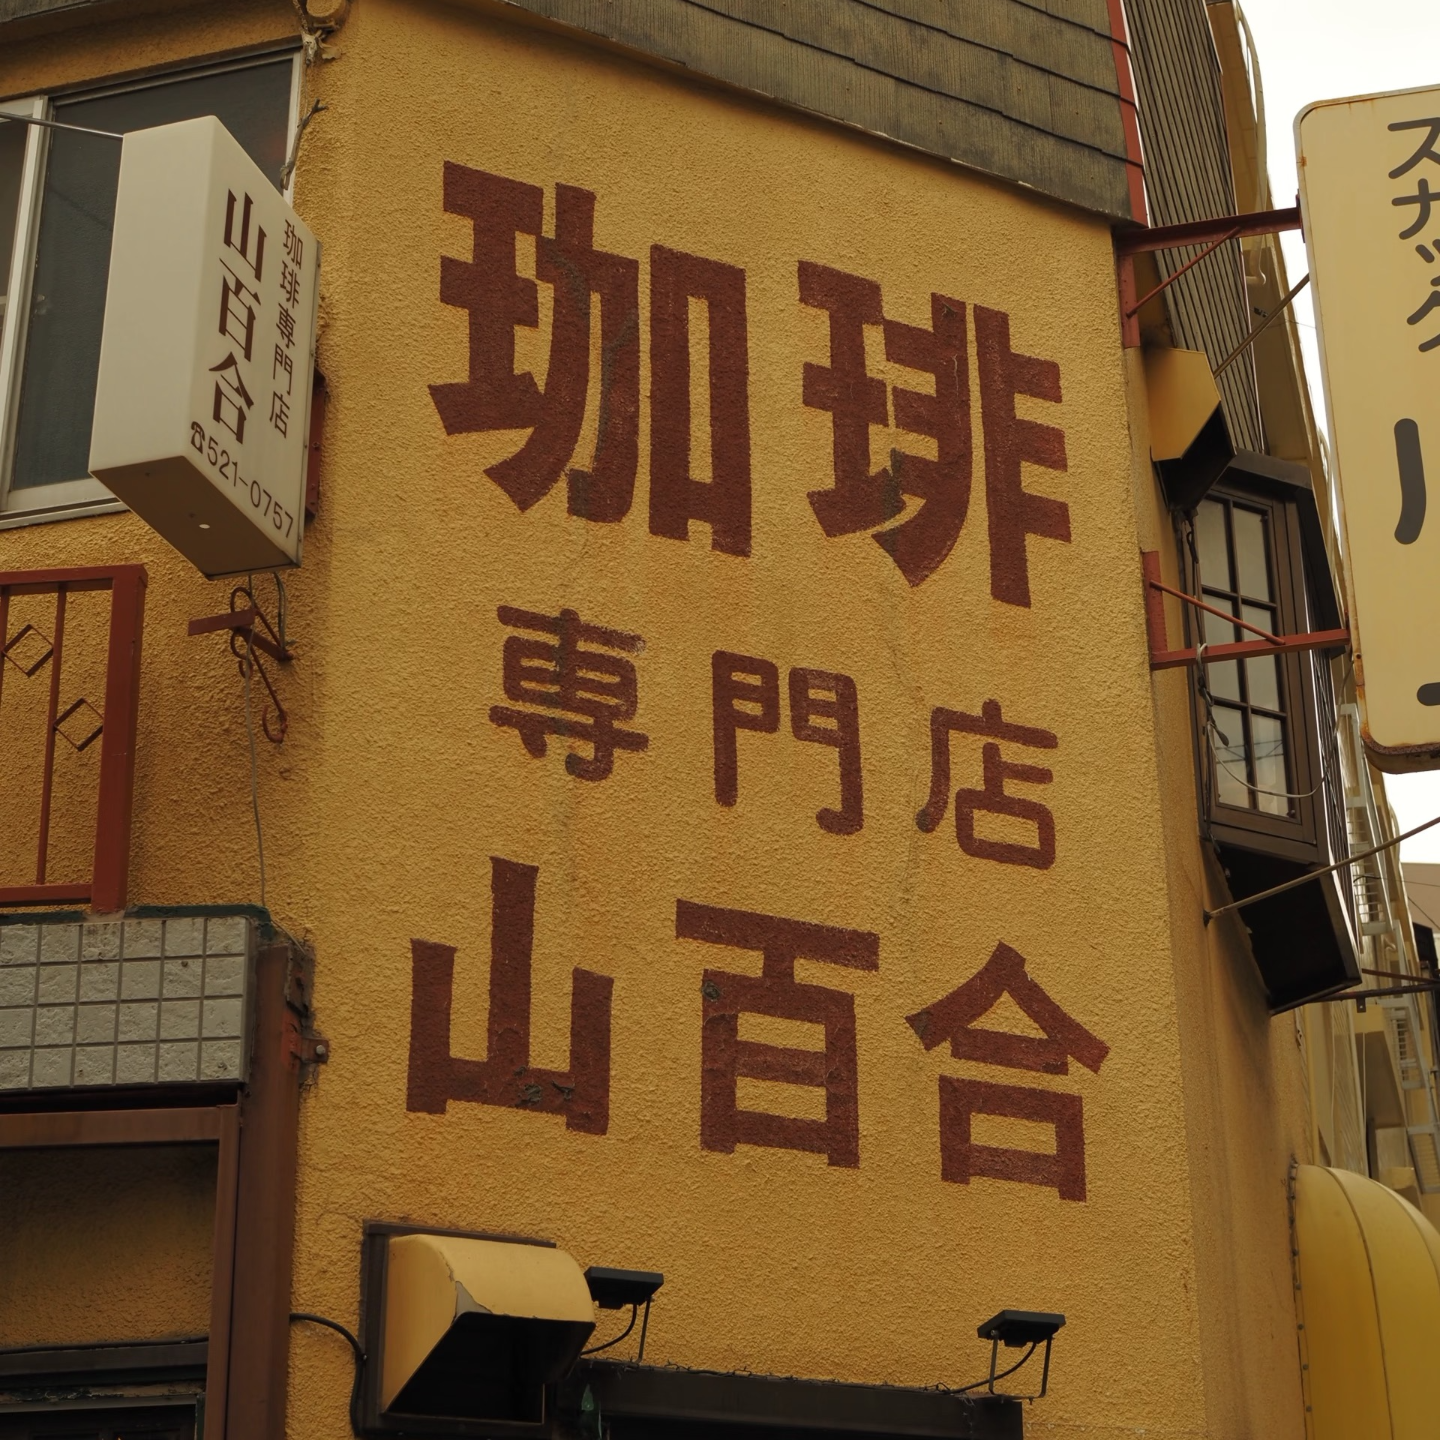 珈琲
専門店
山百合
珈琲専門店
山百合
☎521-0757
スナック